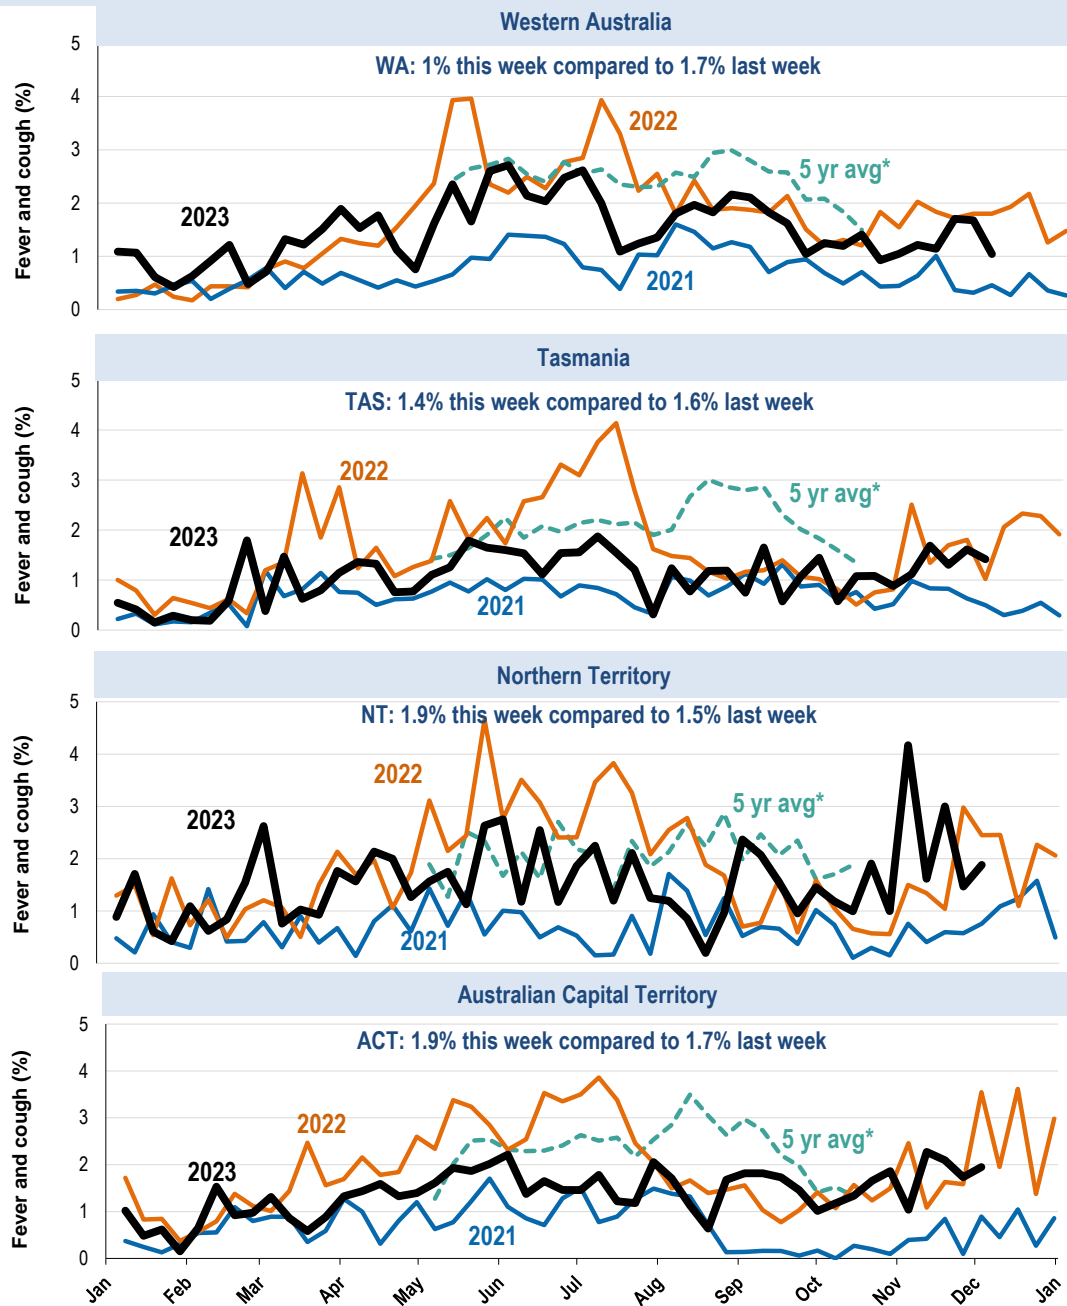 Western Australia
WA: 1% this week compared to 1.7% last week
Fever and cough (%)
5
4
3
2
1
0
2022
5 yr avg*
2023
2021
Tasmania
TAS: 1.4% this week compared to 1.6% last week
Fever and cough (%)
5
4
3
2
1
0
2022
5 yr avg*
2023
2021
Northern Territory
NT: 1.9% this week compared to 1.5% last week
Fever and cough (%)
5
4
3
2
1
0
2022
5 yr avg*
2023
2021
Australian Capital Territory
ACT: 1.9% this week compared to 1.7% last week
Fever and cough (%)
5
4
3
2
1
0
2022
5 yr avg*
2023
2021
Jan Feb Mar Apr May Jun Jul Aug Sep Oct Nov Dec Jan